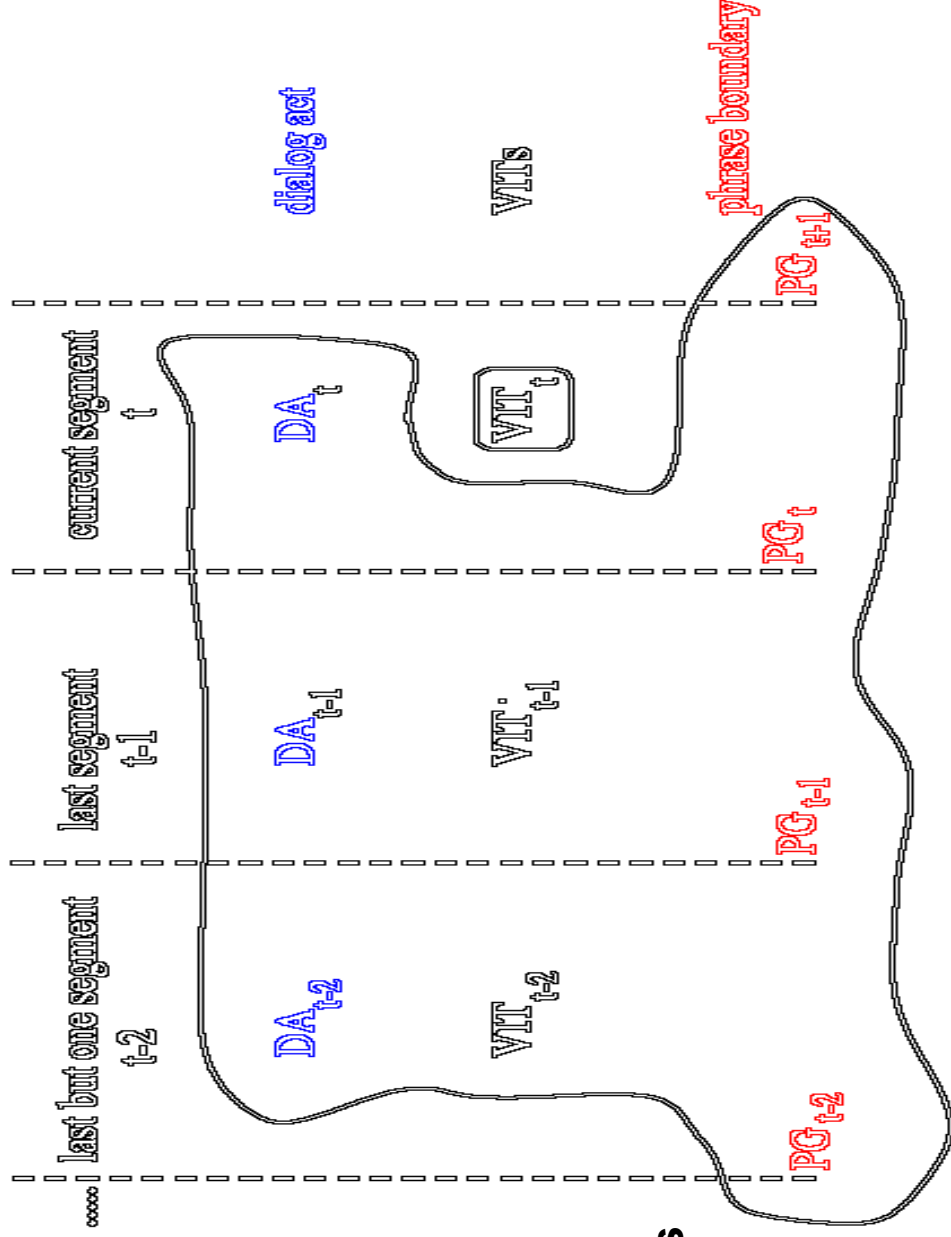 ..... last but one segment last segment current segment
t-2 t-1 t
DA t-2 DA t-1 DA t dialog act
VIT t-2 VIT t-1 VIT t VITs
phrase boundary
PG t-2 PG t-1 PG t PG t+1
s